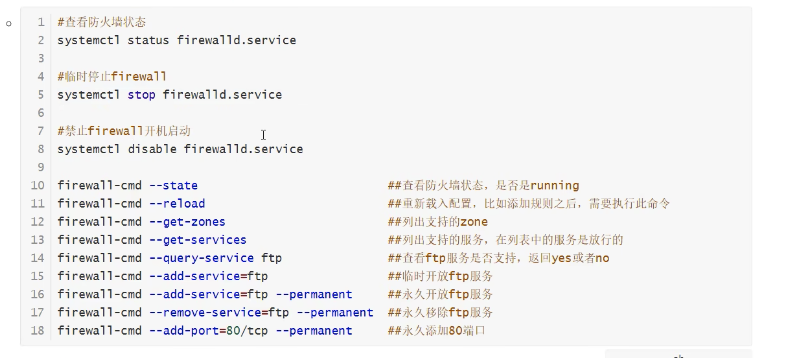 1 #查看防火墙状态
2 systemctl status firewalld.service
3
4 #临时停止firewall
5 systemctl stop firewalld.service
6
7 #禁止firewall开机启动
8 systemctl disable firewalld.service
9
10 firewall-cmd --state ##查看防火墙状态，是否是running
11 firewall-cmd --reload ##重新载入配置，比如添加规则之后，需要执行此命令
12 firewall-cmd --get-zones ##列出支持的zone
13 firewall-cmd --get-services ##列出支持的服务，在列表中的服务是放行的
14 firewall-cmd --query-service ftp ##查看ftp服务是否支持，返回yes或者no
15 firewall-cmd --add-service=ftp ##临时开放ftp服务
16 firewall-cmd --add-service=ftp --permanent ##永久开放ftp服务
17 firewall-cmd --remove-service=ftp --permanent ##永久移除ftp服务
18 firewall-cmd --add-port=80/tcp --permanent ##永久添加80端口